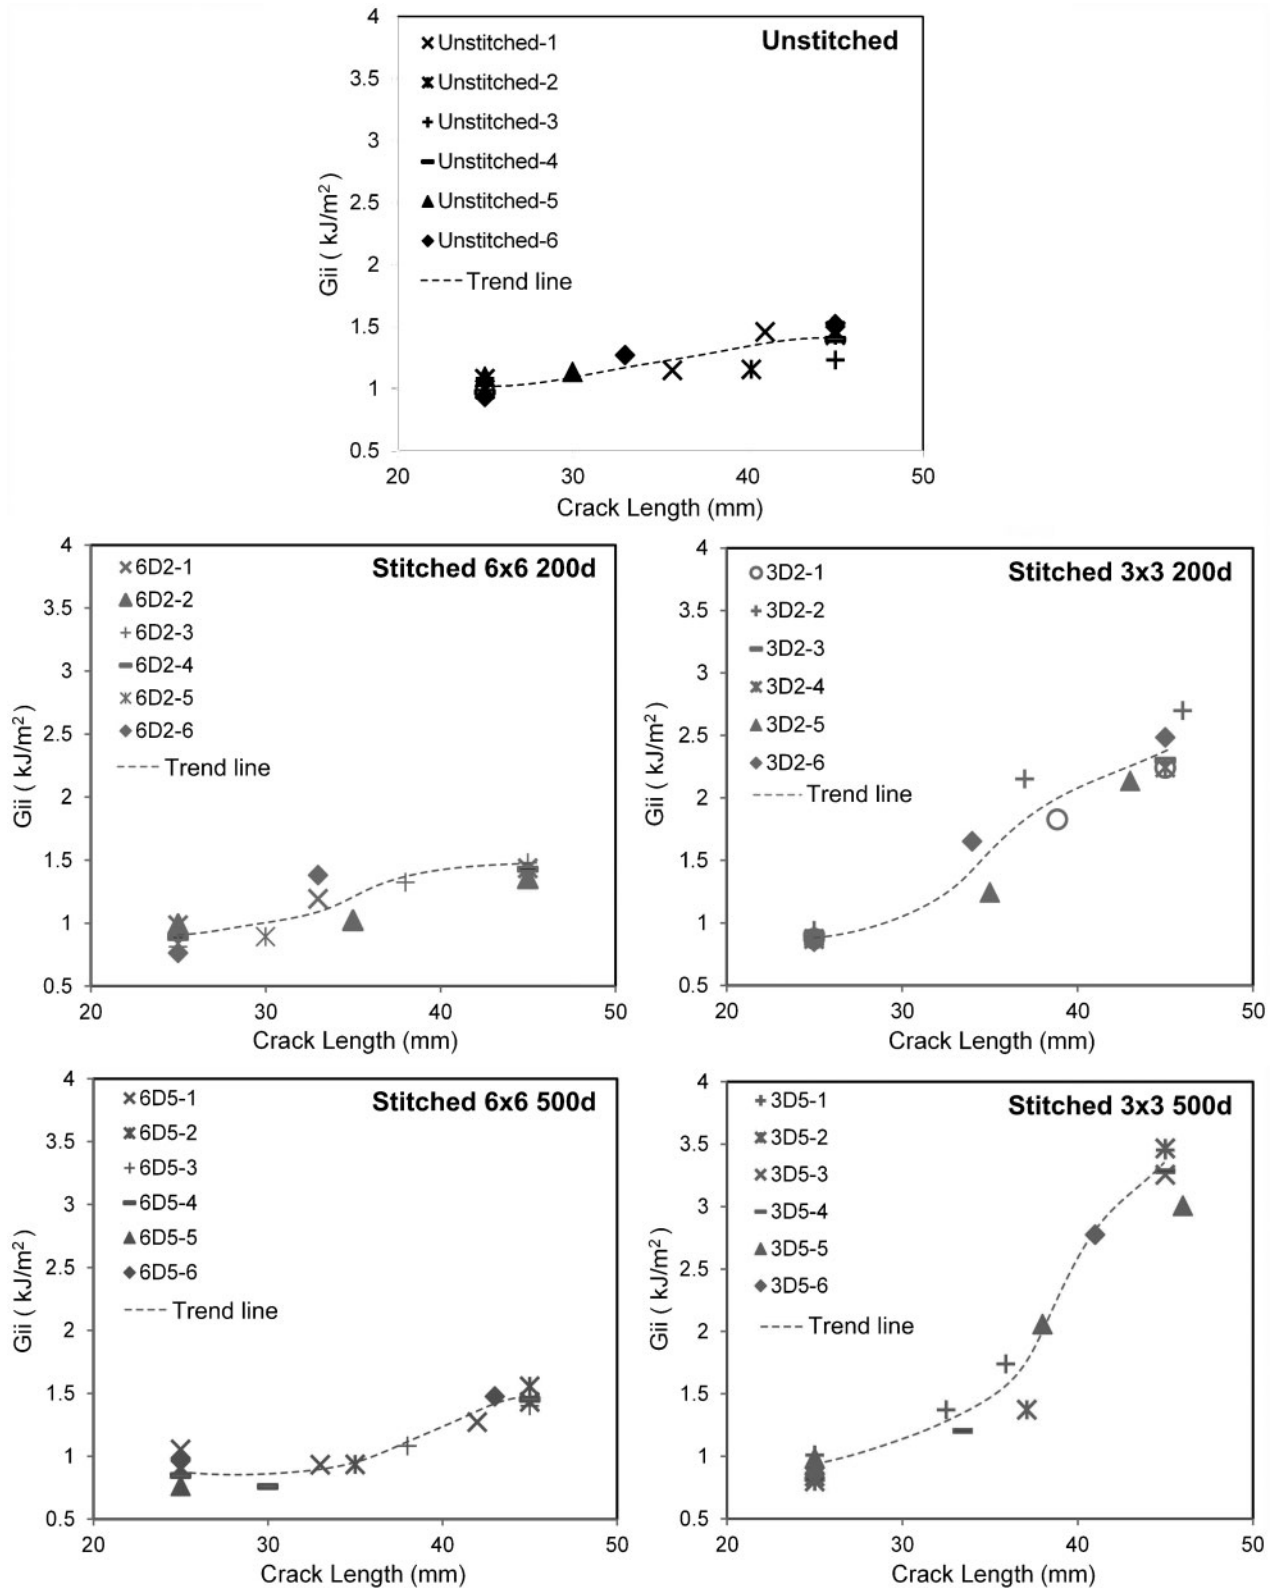 Unstitched
4
3.5
3
2.5
2
1.5
1
0.5
Gii ( kJ/m²)
Unstitched-1
Unstitched-2
Unstitched-3
Unstitched-4
Unstitched-5
Unstitched-6
Trend line
20 30 40 50
Crack Length (mm)
Stitched 6x6 200d
4
3.5
3
2.5
2
1.5
1
0.5
Gii ( kJ/m²)
6D2-1
6D2-2
6D2-3
6D2-4
6D2-5
6D2-6
Trend line
20 30 40 50
Crack Length (mm)
Stitched 3x3 200d
4
3.5
3
2.5
2
1.5
1
0.5
Gii ( kJ/m²)
3D2-1
3D2-2
3D2-3
3D2-4
3D2-5
3D2-6
Trend line
20 30 40 50
Crack Length (mm)
Stitched 6x6 500d
4
3.5
3
2.5
2
1.5
1
0.5
Gii ( kJ/m²)
6D5-1
6D5-2
6D5-3
6D5-4
6D5-5
6D5-6
Trend line
20 30 40 50
Crack Length (mm)
Stitched 3x3 500d
4
3.5
3
2.5
2
1.5
1
0.5
Gii ( kJ/m²)
3D5-1
3D5-2
3D5-3
3D5-4
3D5-5
3D5-6
Trend line
20 30 40 50
Crack Length (mm)